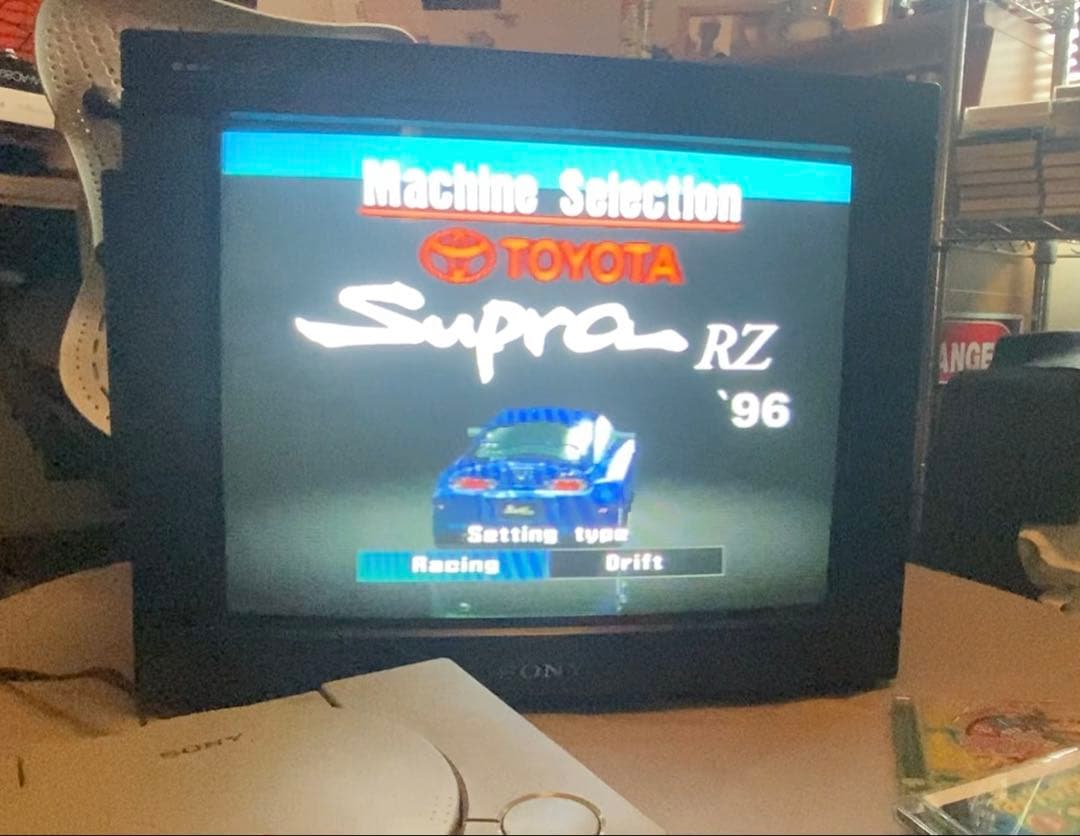 Machine Selection
TOYOTA
Supra RZ
`96
Setting type
Racing Drift
SONY
SONY
ANGE